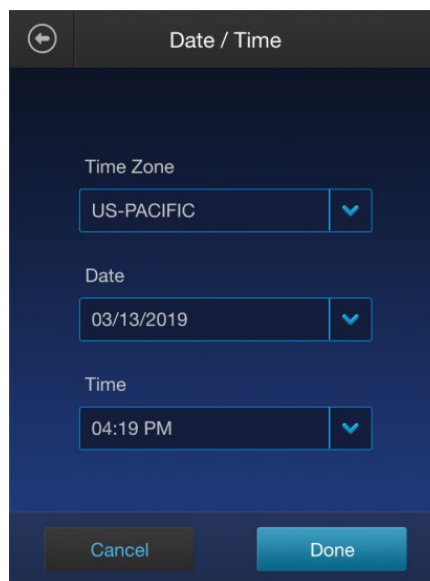 Date / Time
Time Zone
US-PACIFIC
Date
03/13/2019
Time
04:19 PM
Cancel Done